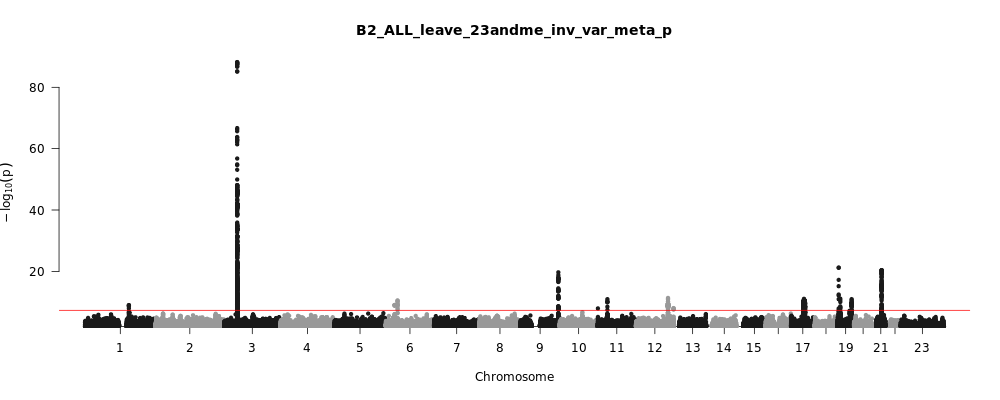 B2_ALL_leave_23andme_inv_var_meta_p
80
60
40
20
−log10(p)
1 2 3 4 5 6 7 8 9 10 11 12 13 14 15 17 19 21 23
Chromosome